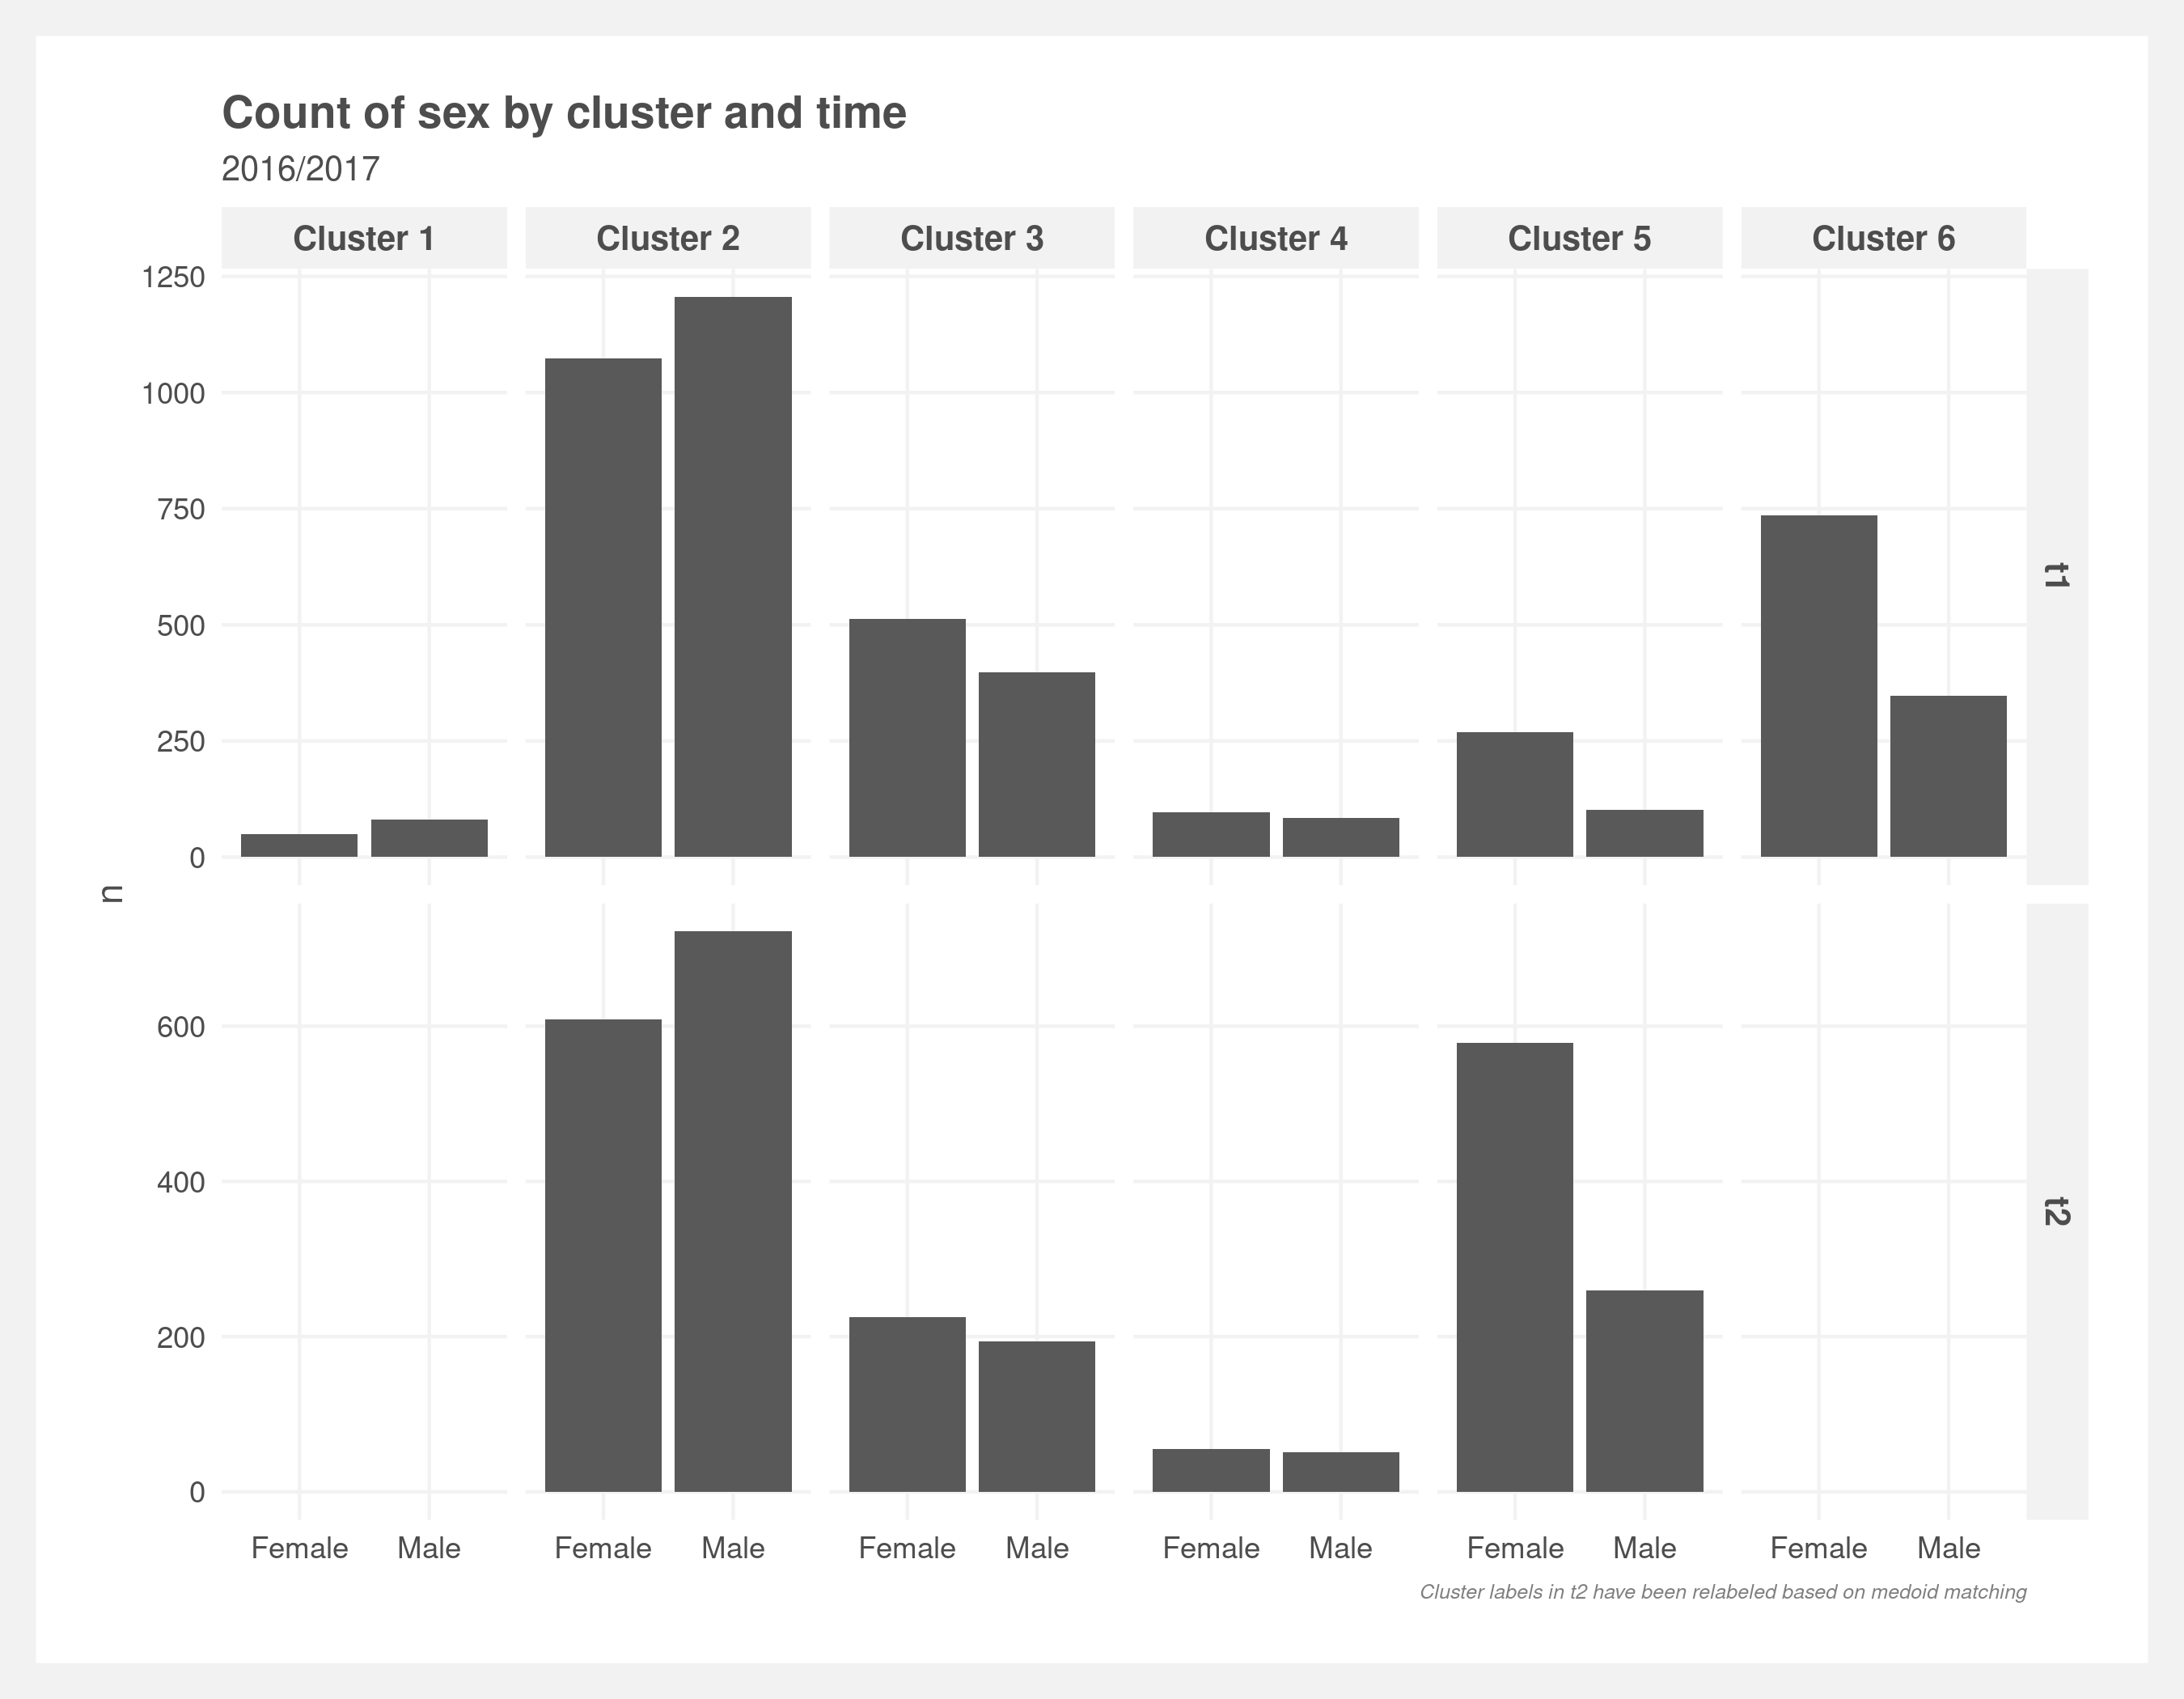 Count of sex by cluster and time
2016/2017
Cluster 1 Cluster 2 Cluster 3 Cluster 4 Cluster 5 Cluster 6
1250
1000
750
500
250
0
t1
n
600
400
200
0
t2
Female Male Female Male Female Male Female Male Female Male Female Male
Cluster labels in t2 have been relabeled based on medoid matching